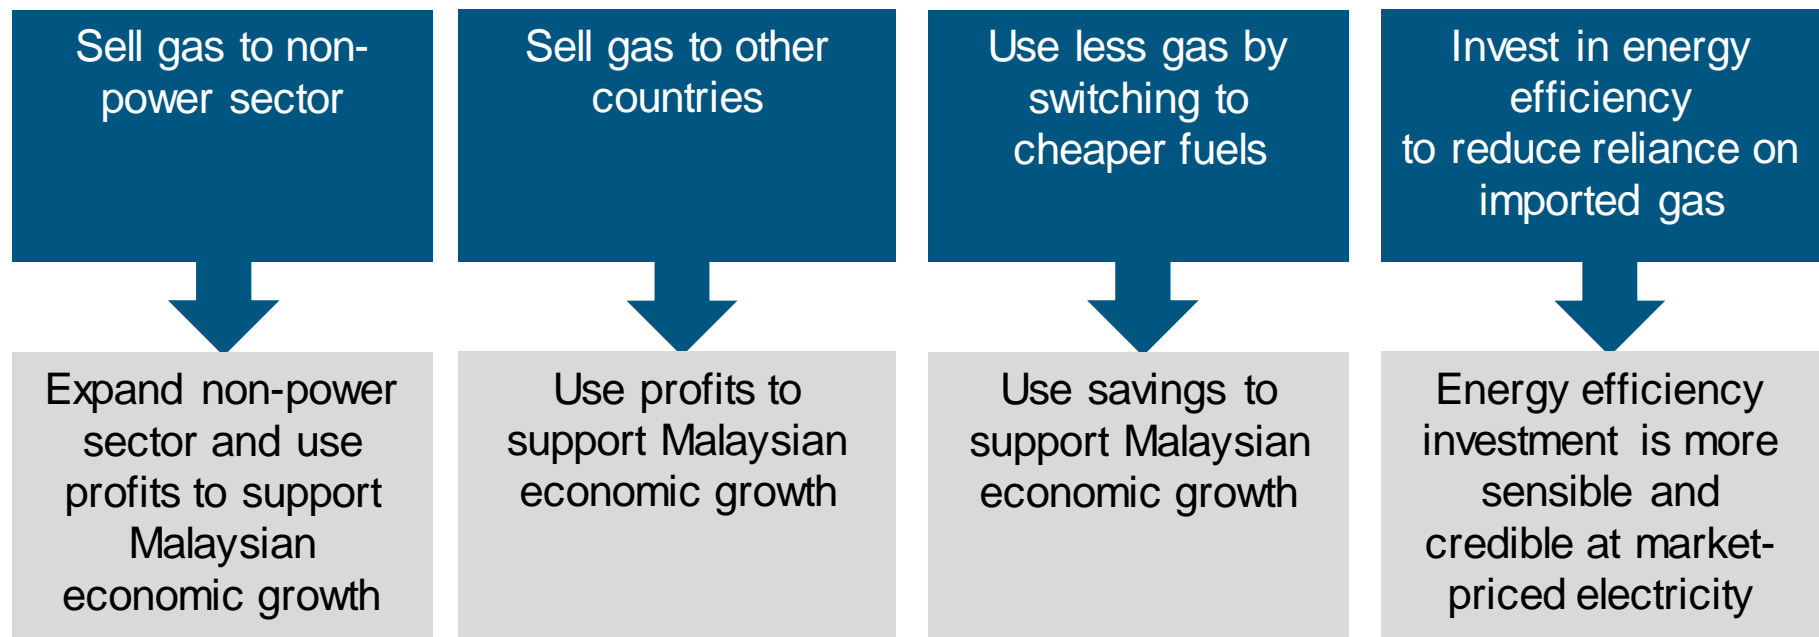 Sell gas to non-
power sector
Expand non-power
sector and use
profits to support
Malaysian
economic growth
Sell gas to other
countries
Use profits to
support Malaysian
economic growth
Use less gas by
switching to
cheaper fuels
Use savings to
support Malaysian
economic growth
Invest in energy
efficiency
to reduce reliance on
imported gas
Energy efficiency
investment is more
sensible and
credible at market-
priced electricity